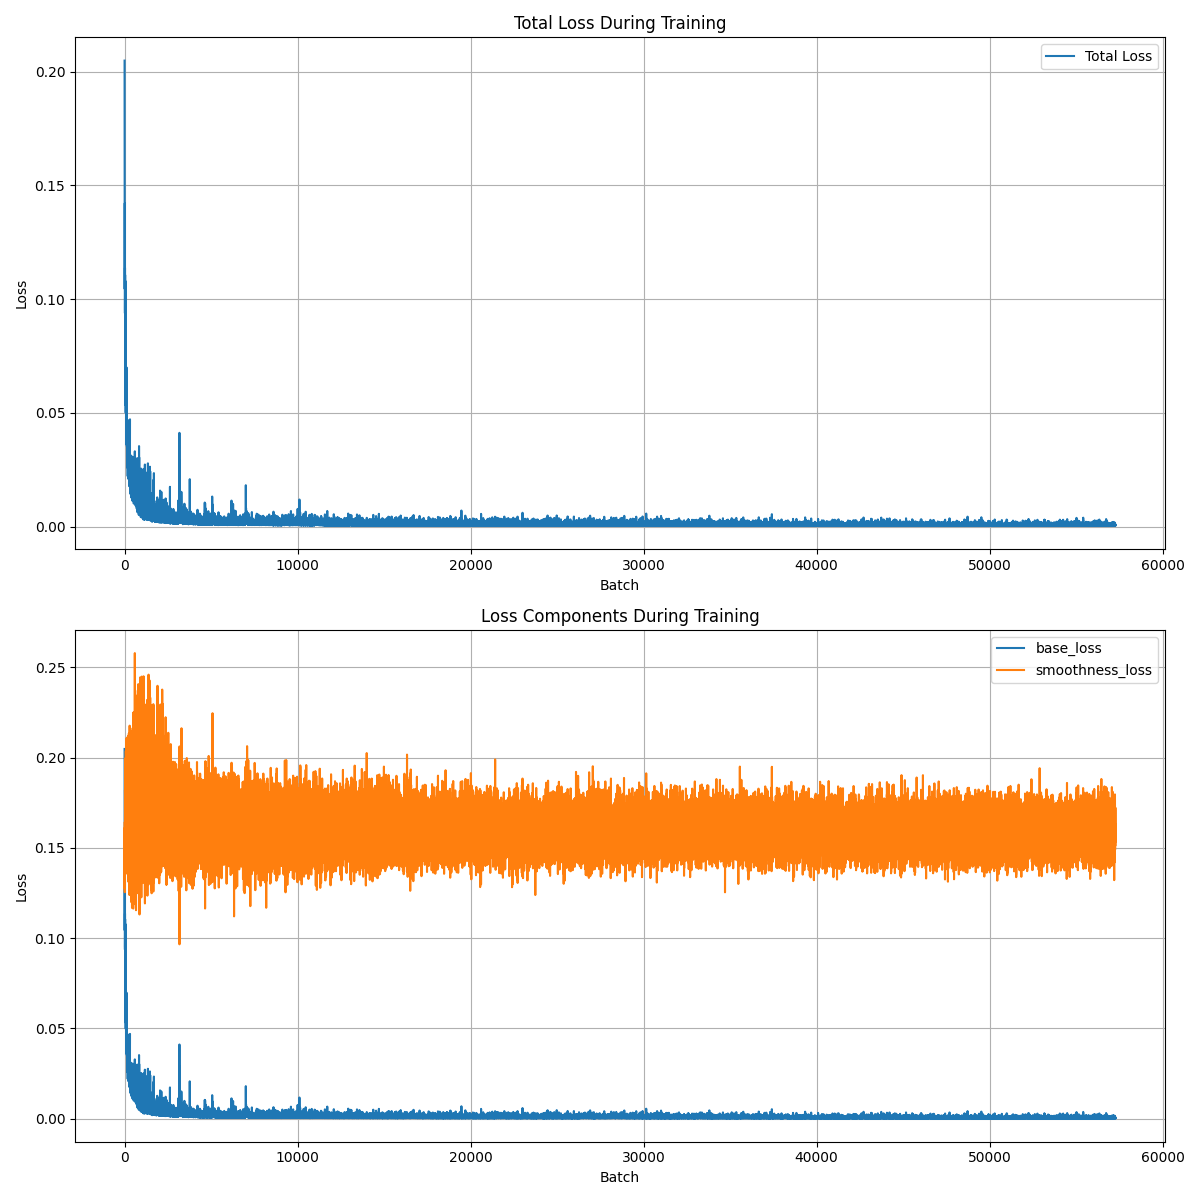 Total Loss During Training
Total Loss
0.20
0.15
0.10
0.05
0.00
Loss
0 10000 20000 30000 40000 50000 60000
Batch
Loss Components During Training
base_loss
smoothness_loss
0.25
0.20
0.15
0.10
0.05
0.00
Loss
0 10000 20000 30000 40000 50000 60000
Batch